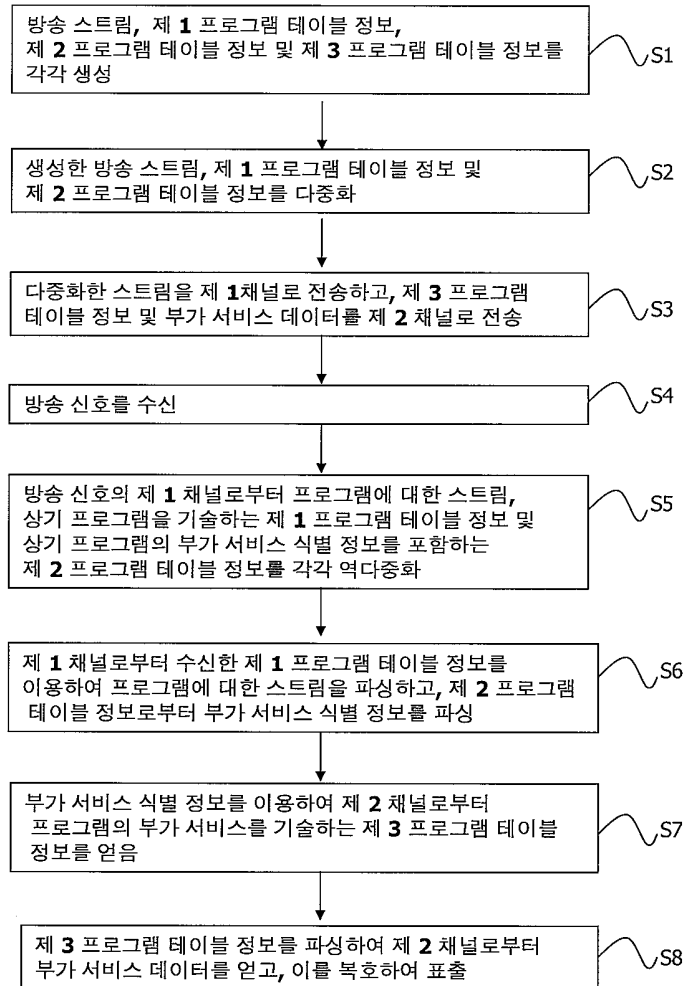 방송 스트림, 제 1 프로그램 테이블 정보,
제 2 프로그램 테이블 정보 및 제 3 프로그램 테이블 정보를
각각 생성
S1
생성한 방송 스트림, 제 1 프로그램 테이블 정보 및
제 2 프로그램 테이블 정보를 다중화
S2
다중화한 스트림을 제 1채널로 전송하고, 제 3 프로그램
테이블 정보 및 부가 서비스 데이터를 제 2 채널로 전송
S3
방송 신호를 수신
S4
방송 신호의 제 1 채널로부터 프로그램에 대한 스트림,
상기 프로그램을 기술하는 제 1 프로그램 테이블 정보 및
상기 프로그램의 부가 서비스 식별 정보를 포함하는
제 2 프로그램 테이블 정보를 각각 역다중화
S5
제 1 채널로부터 수신한 제 1 프로그램 테이블 정보를
이용하여 프로그램에 대한 스트림을 파싱하고, 제 2 프로그램
테이블 정보로부터 부가 서비스 식별 정보를 파싱
S6
부가 서비스 식별 정보를 이용하여 제 2 채널로부터
프로그램의 부가 서비스를 기술하는 제 3 프로그램 테이블
정보를 얻음
S7
제 3 프로그램 테이블 정보를 파싱하여 제 2 채널로부터
부가 서비스 데이터를 얻고, 이를 복호하여 표출
S8